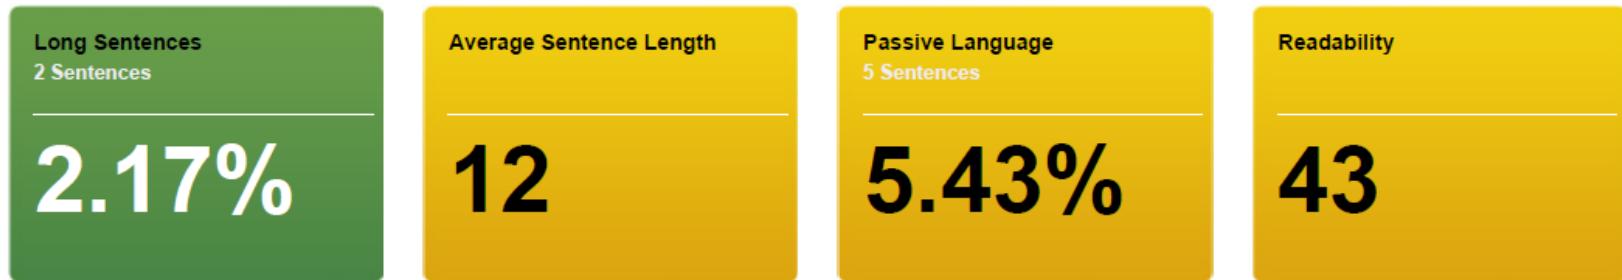 Long Sentences
2 Sentences
2.17%
Average Sentence Length
12
Passive Language
5 Sentences
5.43%
Readability
43